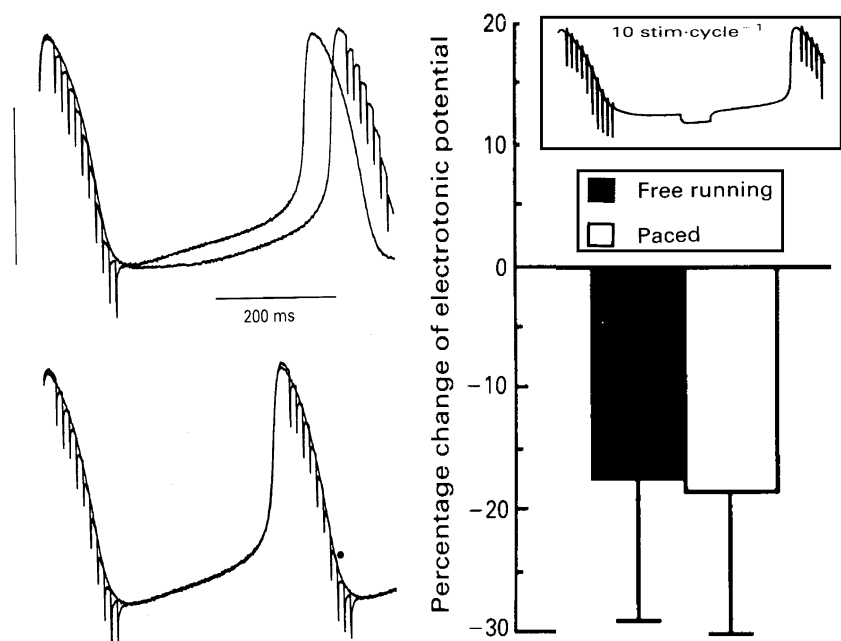 200 ms
Percentage change of electrotonic potential
20
10
0
−10
−20
−30
10 stim·cycle⁻¹
Free running
Paced